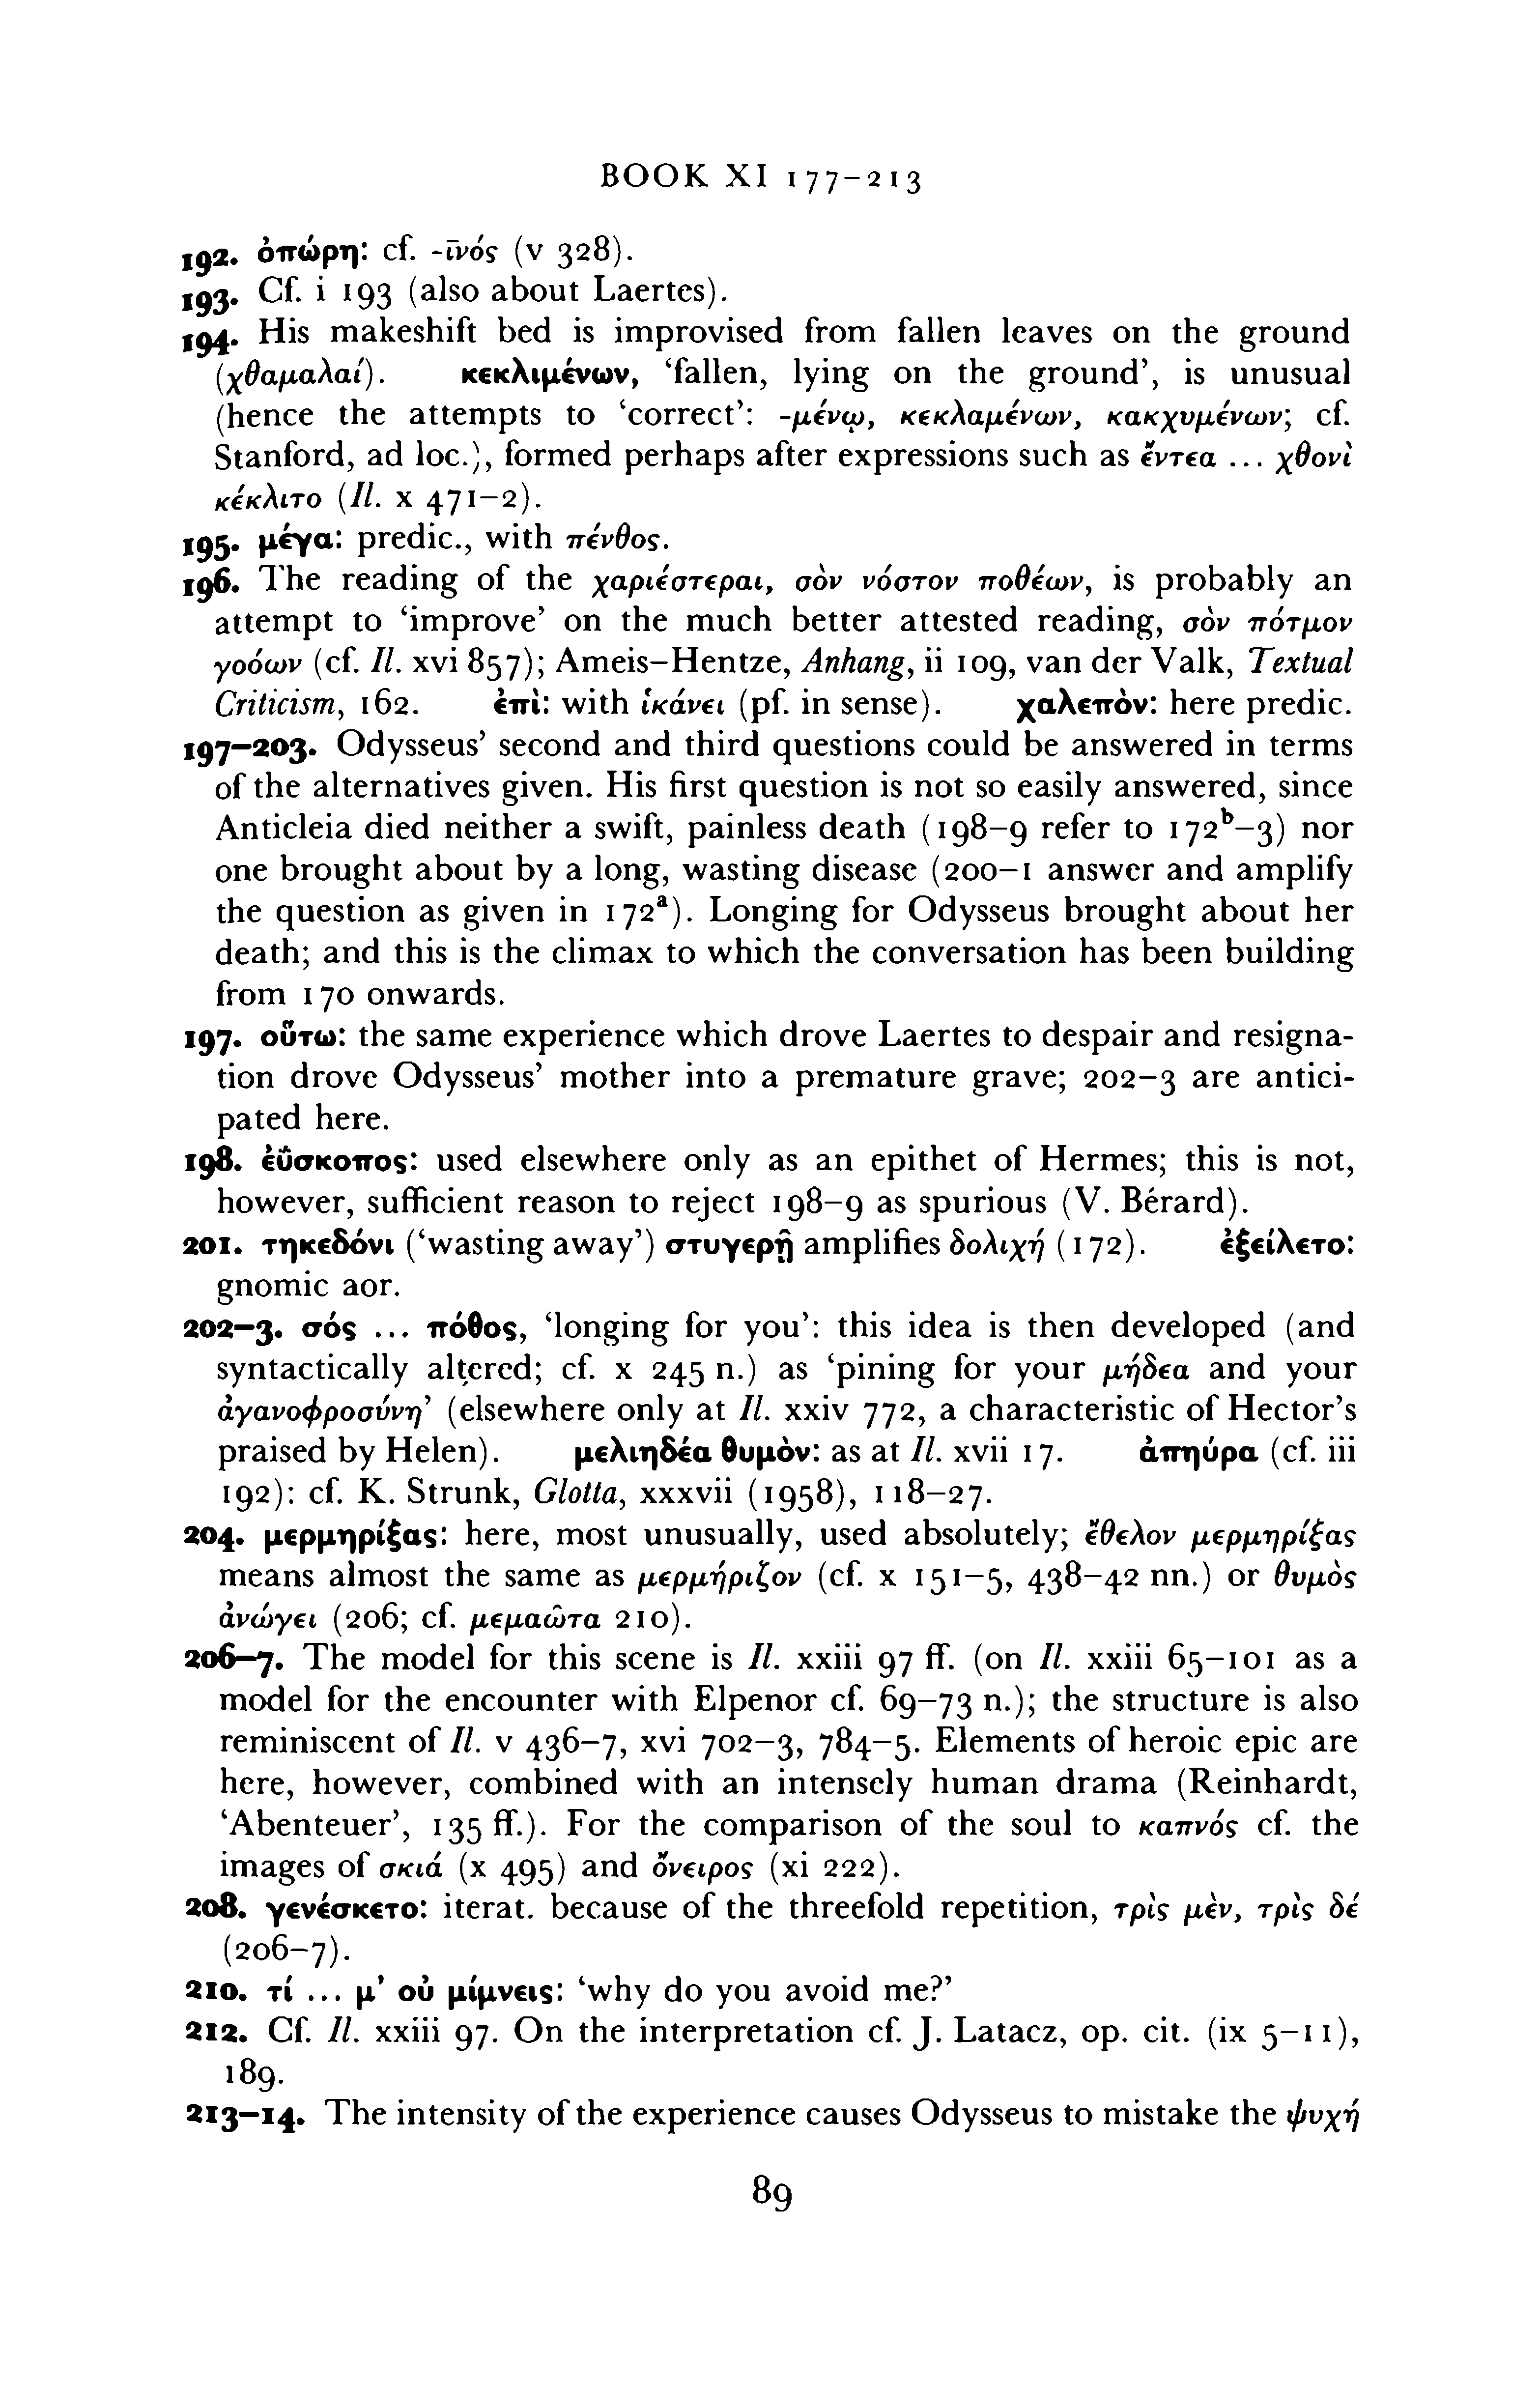 BOOK XI 177–213
192. ὀπώρη: cf. -ῑνός (v 328).
193. Cf. i 193 (also about Laertes).
194. His makeshift bed is improvised from fallen leaves on the ground
(χθαμαλαί). κεκλιμένων, ‘fallen, lying on the ground’, is unusual
(hence the attempts to ‘correct’: -μένῳ, κεκλαμένων, κακχυμένων; cf.
Stanford, ad loc.), formed perhaps after expressions such as ἔντεα ... χθονὶ
κέκλιτο (Il. x 471–2).
195. μέγα: predic., with πένθος.
196. The reading of the χαριέστεραι, σὸν νόστον ποθέων, is probably an
attempt to ‘improve’ on the much better attested reading, σὸν πότμον
γοόων (cf. Il. xvi 857); Ameis–Hentze, Anhang, ii 109, van der Valk, Textual
Criticism, 162. ἐπὶ: with ἱκάνει (pf. in sense). χαλεπὸν: here predic.
197–203. Odysseus’ second and third questions could be answered in terms
of the alternatives given. His first question is not so easily answered, since
Anticleia died neither a swift, painless death (198–9 refer to 172ᵇ–3) nor
one brought about by a long, wasting disease (200–1 answer and amplify
the question as given in 172ᵃ). Longing for Odysseus brought about her
death; and this is the climax to which the conversation has been building
from 170 onwards.
197. οὕτω: the same experience which drove Laertes to despair and resigna-
tion drove Odysseus’ mother into a premature grave; 202–3 are antici-
pated here.
198. ἐΰσκοπος: used elsewhere only as an epithet of Hermes; this is not,
however, sufficient reason to reject 198–9 as spurious (V. Bérard).
201. τηκεδόνι (‘wasting away’) στυγερῇ amplifies δολιχή (172). ἐξείλετο:
gnomic aor.
202–3. σός ... πόθος, ‘longing for you’: this idea is then developed (and
syntactically altered; cf. x 245 n.) as ‘pining for your μήδεα and your
ἀγανοφροσύνη’ (elsewhere only at Il. xxiv 772, a characteristic of Hector’s
praised by Helen). μελιηδέα θυμὸν: as at Il. xvii 17. ἀπηύρα (cf. iii
192): cf. K. Strunk, Glotta, xxxvii (1958), 118–27.
204. μερμηρίξας: here, most unusually, used absolutely; ἔθελον μερμηρίξας
means almost the same as μερμήριζον (cf. x 151–5, 438–42 nn.) or θυμὸς
ἀνώγει (206; cf. μεμαῶτα 210).
206–7. The model for this scene is Il. xxiii 97 ff. (on Il. xxiii 65–101 as a
model for the encounter with Elpenor cf. 69–73 n.); the structure is also
reminiscent of Il. v 436–7, xvi 702–3, 784–5. Elements of heroic epic are
here, however, combined with an intensely human drama (Reinhardt,
‘Abenteuer’, 135 ff.). For the comparison of the soul to καπνός cf. the
images of σκιά (x 495) and ὄνειρος (xi 222).
208. γενέσκετο: iterat. because of the threefold repetition, τρὶς μὲν, τρὶς δέ
(206–7).
210. τί ... μ’ οὐ μίμνεις: ‘why do you avoid me?’
212. Cf. Il. xxiii 97. On the interpretation cf. J. Latacz, op. cit. (ix 5–11),
189.
213–14. The intensity of the experience causes Odysseus to mistake the ψυχή
89